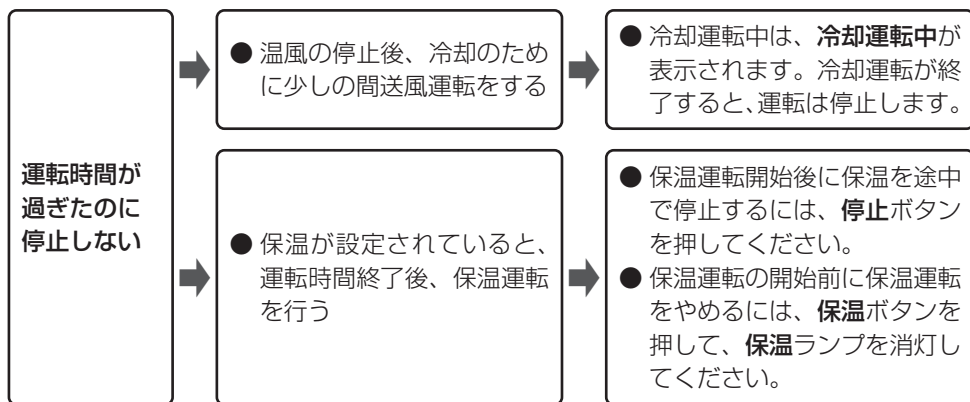 運転時間が
過ぎたのに
停止しない
● 温風の停止後、冷却のため
に少しの間送風運転をする
● 冷却運転中は、冷却運転中が
表示されます。冷却運転が終
了すると、運転は停止します。
● 保温が設定されていると、
運転時間終了後、保温運転
を行う
● 保温運転開始後に保温を途中
で停止するには、停止ボタン
を押してください。
● 保温運転の開始前に保温運転
をやめるには、保温ボタンを
押して、保温ランプを消灯し
てください。